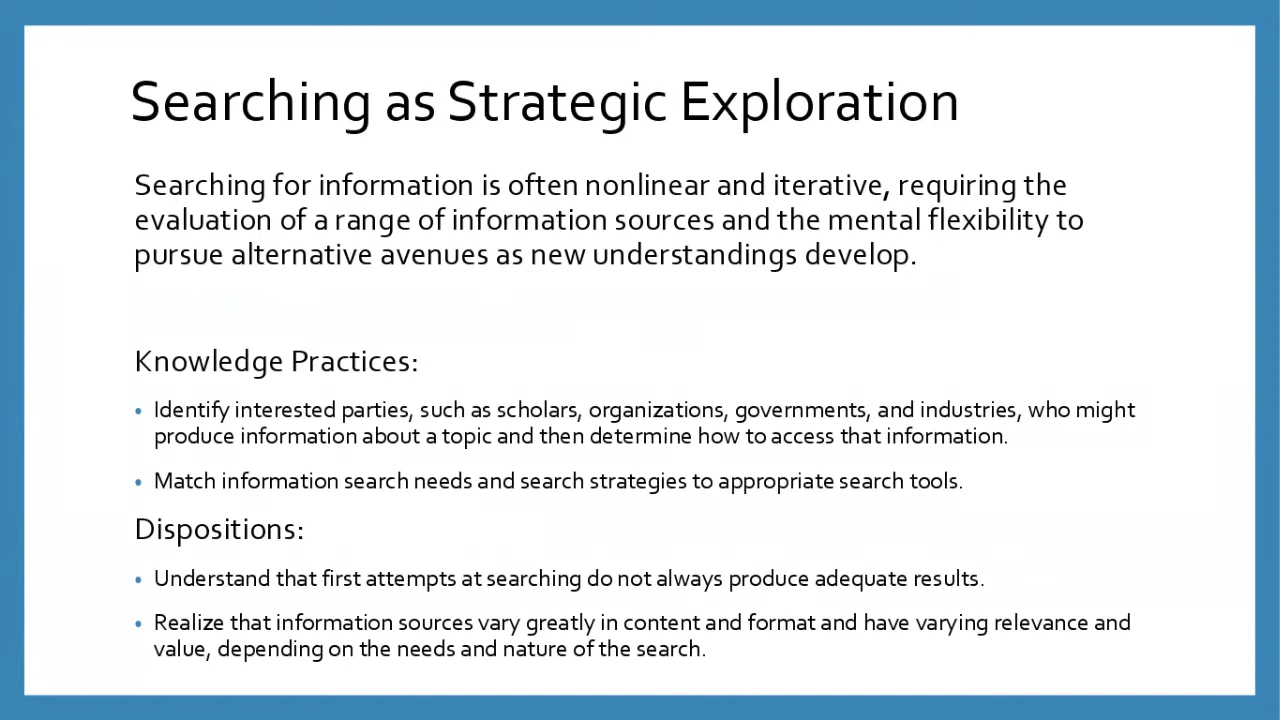 Searching as Strategic Exploration
Searching for information is often nonlinear and iterative, requiring the
evaluation of a range of information sources and the mental flexibility to
pursue alternative avenues as new understandings develop.
Knowledge Practices:
• Identify interested parties, such as scholars, organizations, governments, and industries, who might
produce information about a topic and then determine how to access that information.
• Match information search needs and search strategies to appropriate search tools.
Dispositions:
• Understand that first attempts at searching do not always produce adequate results.
• Realize that information sources vary greatly in content and format and have varying relevance and
value, depending on the needs and nature of the search.